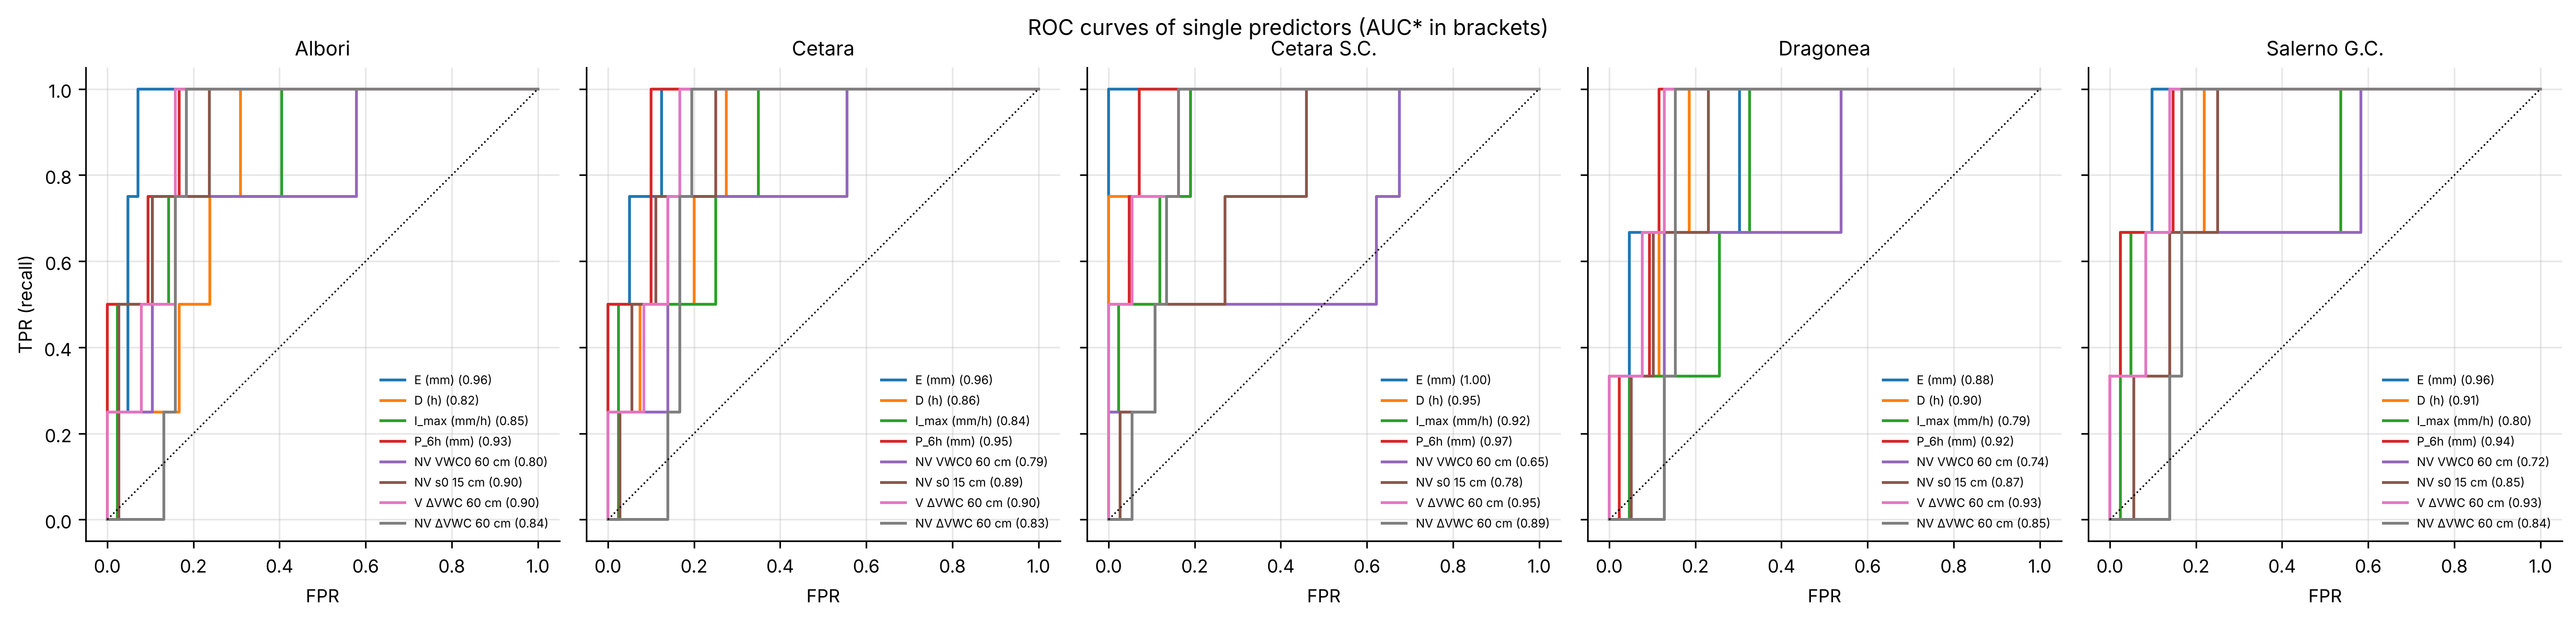 ROC curves of single predictors (AUC* in brackets)
Albori
TPR (recall)
1.0
0.8
0.6
0.4
0.2
0.0
E (mm) (0.96)
D (h) (0.82)
I_max (mm/h) (0.85)
P_6h (mm) (0.93)
NV VWC0 60 cm (0.80)
NV s0 15 cm (0.90)
V ΔVWC 60 cm (0.90)
NV ΔVWC 60 cm (0.84)
0.0 0.2 0.4 0.6 0.8 1.0
FPR
Cetara
E (mm) (0.96)
D (h) (0.86)
I_max (mm/h) (0.84)
P_6h (mm) (0.95)
NV VWC0 60 cm (0.79)
NV s0 15 cm (0.89)
V ΔVWC 60 cm (0.90)
NV ΔVWC 60 cm (0.83)
0.0 0.2 0.4 0.6 0.8 1.0
FPR
Cetara S.C.
E (mm) (1.00)
D (h) (0.95)
I_max (mm/h) (0.92)
P_6h (mm) (0.97)
NV VWC0 60 cm (0.65)
NV s0 15 cm (0.78)
V ΔVWC 60 cm (0.95)
NV ΔVWC 60 cm (0.89)
0.0 0.2 0.4 0.6 0.8 1.0
FPR
Dragonea
E (mm) (0.88)
D (h) (0.90)
I_max (mm/h) (0.79)
P_6h (mm) (0.92)
NV VWC0 60 cm (0.74)
NV s0 15 cm (0.87)
V ΔVWC 60 cm (0.93)
NV ΔVWC 60 cm (0.85)
0.0 0.2 0.4 0.6 0.8 1.0
FPR
Salerno G.C.
E (mm) (0.96)
D (h) (0.91)
I_max (mm/h) (0.80)
P_6h (mm) (0.94)
NV VWC0 60 cm (0.72)
NV s0 15 cm (0.85)
V ΔVWC 60 cm (0.93)
NV ΔVWC 60 cm (0.84)
0.0 0.2 0.4 0.6 0.8 1.0
FPR